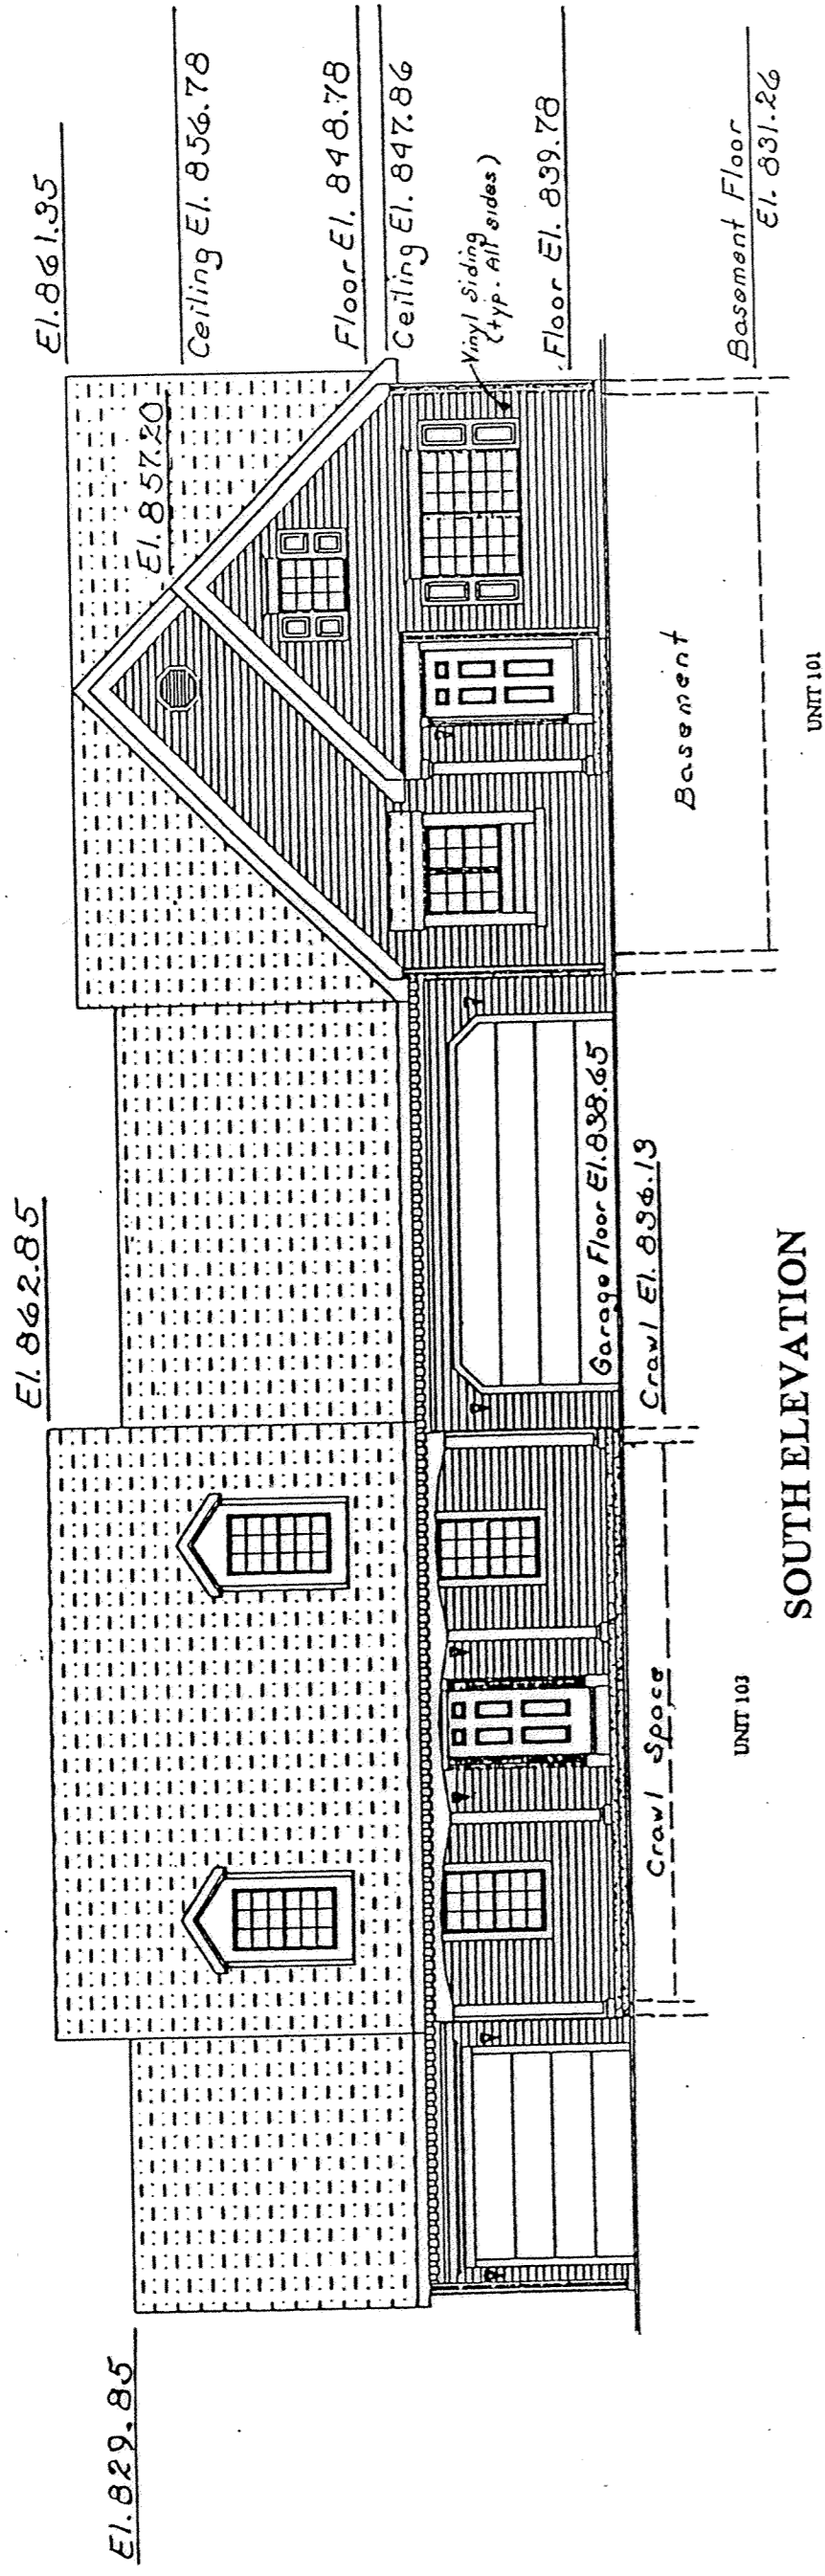 El. 829.85
El. 862.85
El. 861.35
Ceiling El. 856.78
El. 857.20
Floor El. 848.78
Ceiling El. 847.86
Vinyl Siding
(typ. All sides)
Floor El. 839.78
Garage Floor El. 838.65
Crawl El. 836.13
Crawl Space
Basement
Basement Floor
El. 831.26
UNIT 103
UNIT 101
SOUTH ELEVATION